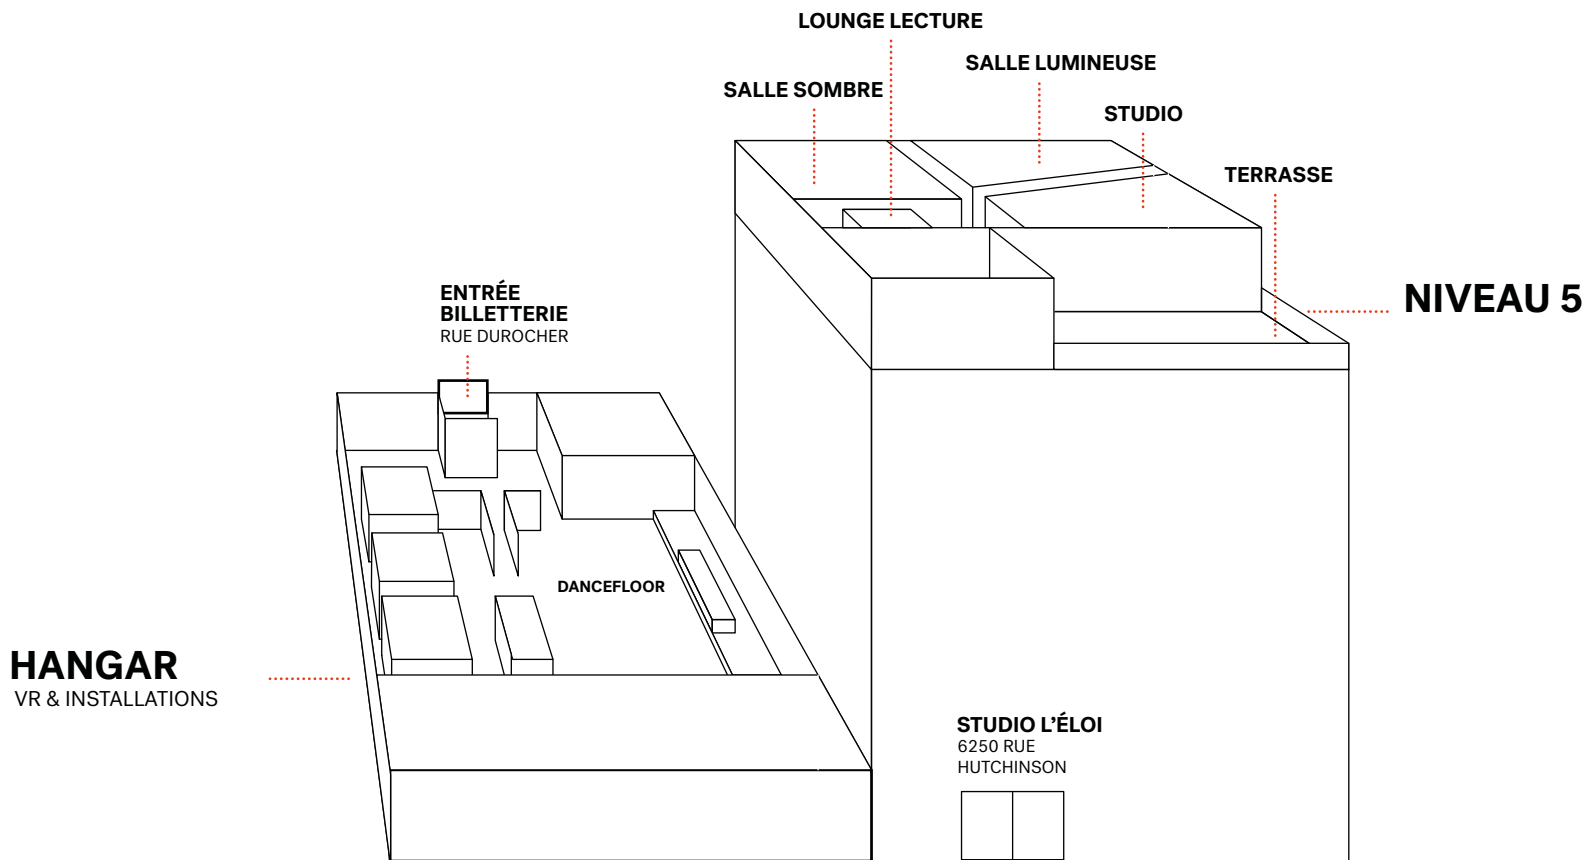 LOUNGE LECTURE
SALLE LUMINEUSE
SALLE SOMBRE
STUDIO
TERRASSE
NIVEAU 5
ENTRÉE
BILLETTERIE
RUE DUROCHER
DANCEFLOOR
HANGAR
VR & INSTALLATIONS
STUDIO L’ÉLOI
6250 RUE
HUTCHINSON